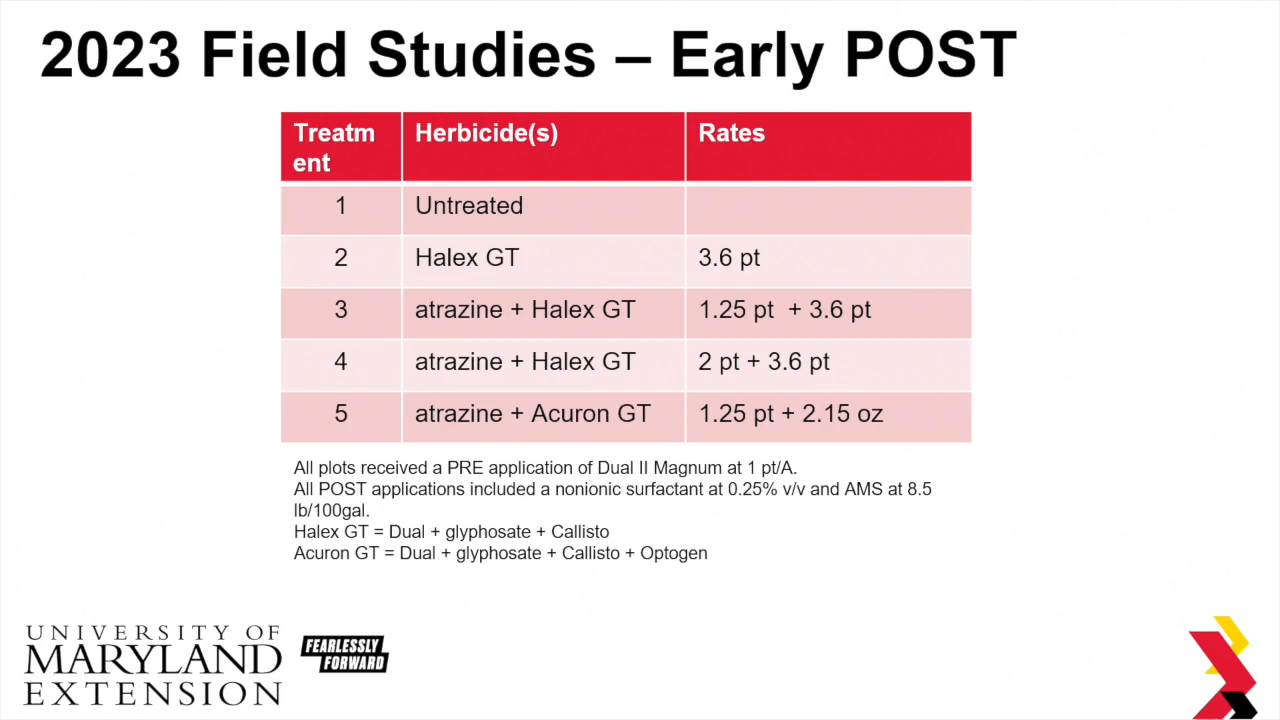 2023 Field Studies – Early POST
Treatm
ent
Herbicide(s)
Rates
1
Untreated
2
Halex GT
3.6 pt
3
atrazine + Halex GT
1.25 pt + 3.6 pt
4
atrazine + Halex GT
2 pt + 3.6 pt
5
atrazine + Acuron GT
1.25 pt + 2.15 oz
All plots received a PRE application of Dual II Magnum at 1 pt/A.
All POST applications included a nonionic surfactant at 0.25% v/v and AMS at 8.5
lb/100gal.
Halex GT = Dual + glyphosate + Callisto
Acuron GT = Dual + glyphosate + Callisto + Optogen
UNIVERSITY OF
MARYLAND
EXTENSION
FEARLESSLY
FORWARD